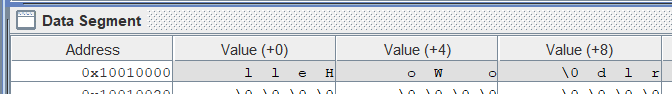 Data Segment
Address Value (+0) Value (+4) Value (+8)
0x10010000 l l e H o W o \0 d l r
0x10010020 \0 \0 \0 \0 \0 \0 \0 \0 \0 \0 \0 \0